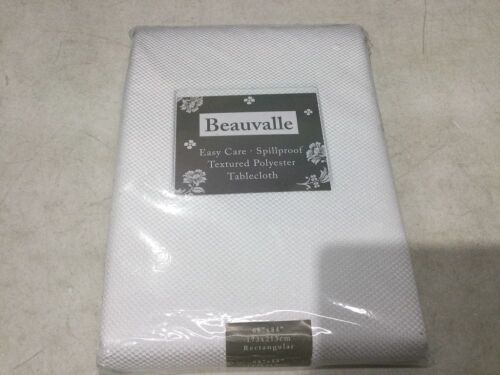 Beauvalle
Easy Care · Spillproof
Textured Polyester
Tablecloth
Rectangular